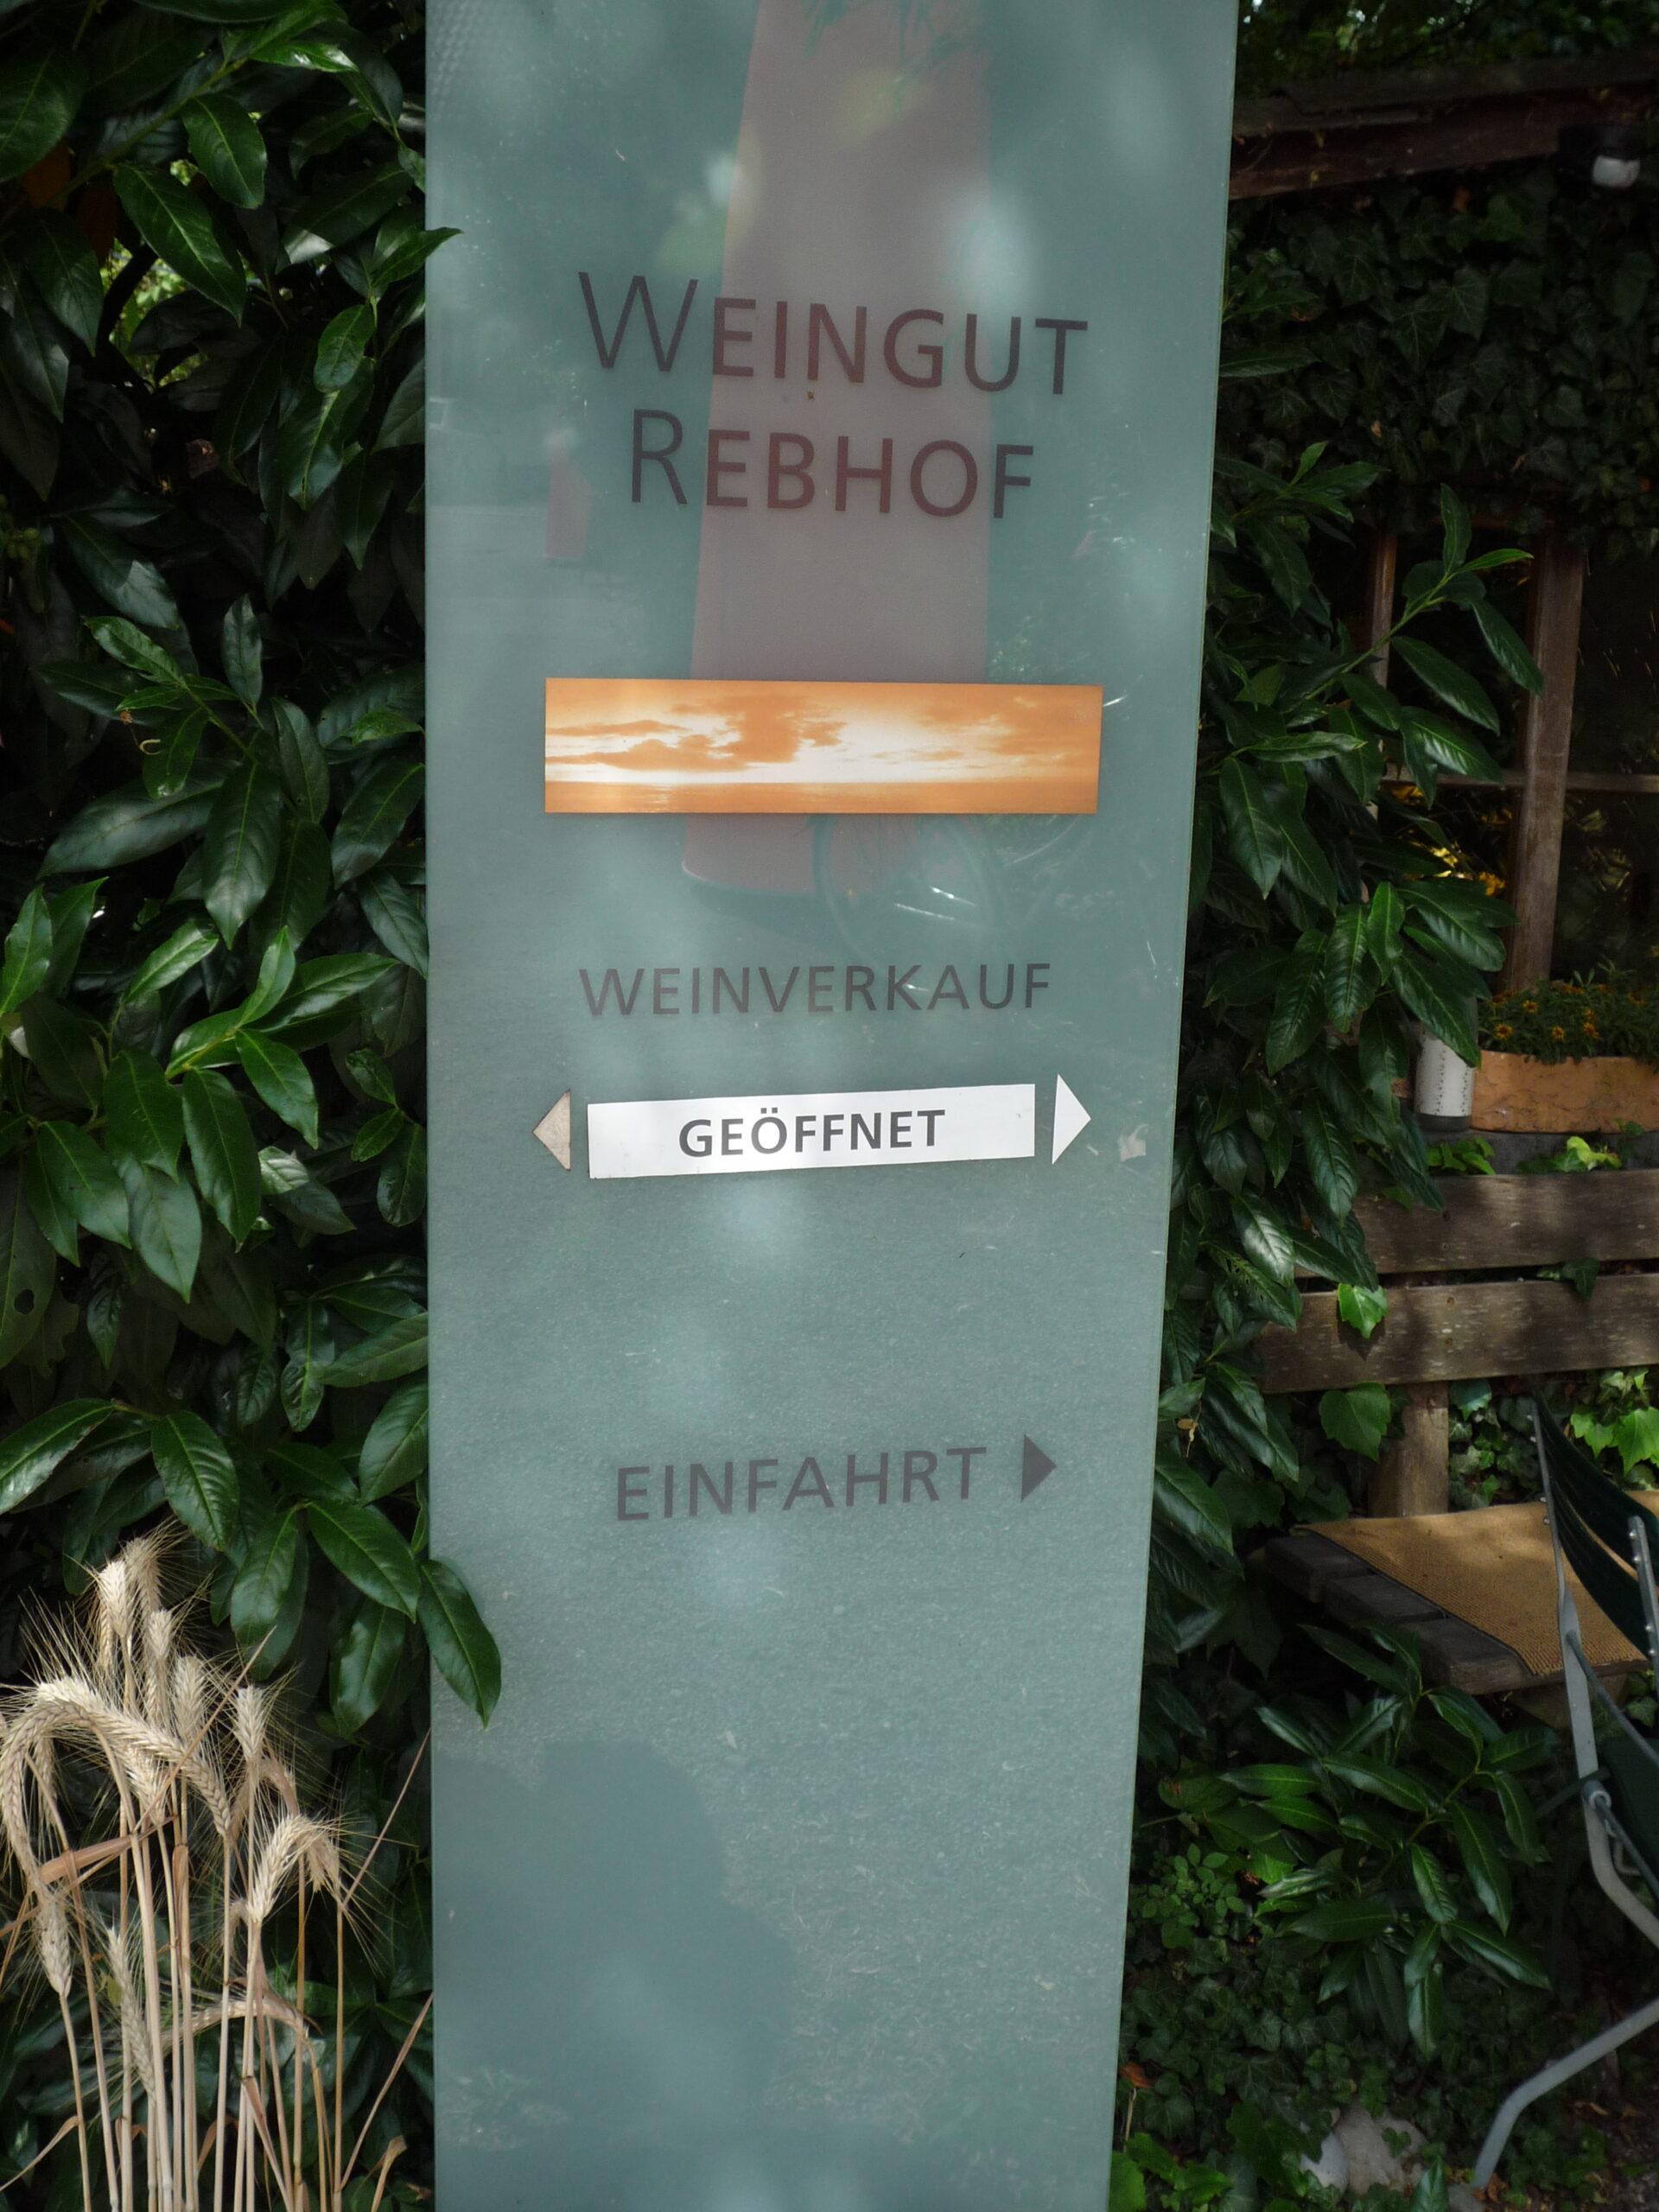 WEINGUT
REBHOF
WEINVERKAUF
GEÖFFNET
EINFAHRT